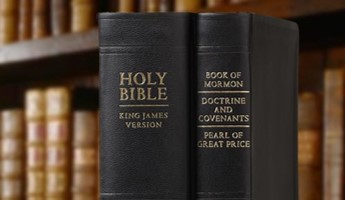 HOLY
BIBLE
KING JAMES
VERSION
BOOK OF
MORMON
DOCTRINE
AND
COVENANTS
PEARL OF
GREAT PRICE